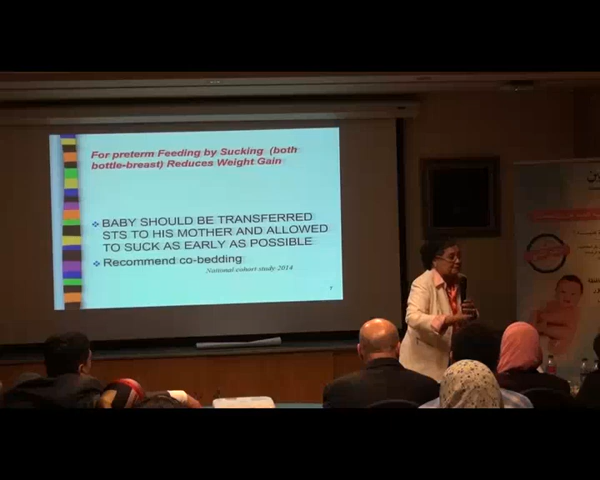 For preterm Feeding by Sucking (both
bottle-breast) Reduces Weight Gain
❖ BABY SHOULD BE TRANSFERRED
STS TO HIS MOTHER AND ALLOWED
TO SUCK AS EARLY AS POSSIBLE
❖ Recommend co-bedding
National cohort study 2014